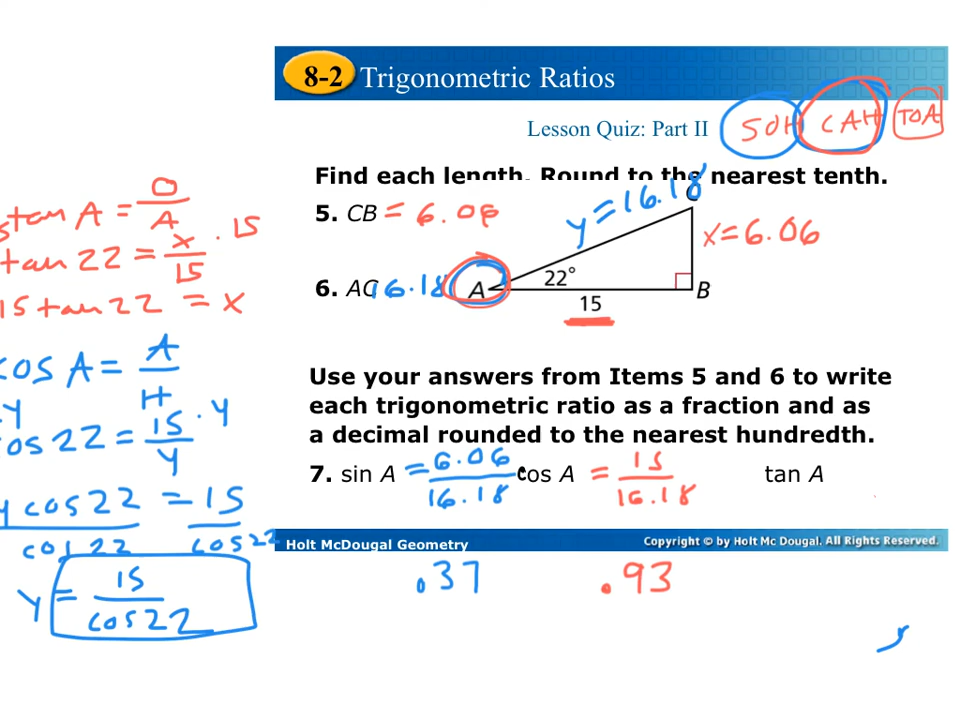 8-2 Trigonometric Ratios
Lesson Quiz: Part II
SOH CAH TOA
Find each length. Round to the nearest tenth.
5. CB = 6.06
y = 16.18
C
x = 6.06
6. AC 16.18
A
22°
B
15
tan A = O/A
tan 22 = x/15 · 15
15 tan 22 = x
cos A = A/H
cos 22 = 15/y · y
y cos 22 = 15
cos 22 cos 22
y = 15/cos 22
Use your answers from Items 5 and 6 to write
each trigonometric ratio as a fraction and as
a decimal rounded to the nearest hundredth.
7. sin A = 6.06/16.18 cos A = 15/16.18 tan A
Holt McDougal Geometry
Copyright © by Holt Mc Dougal. All Rights Reserved.
.37 .93